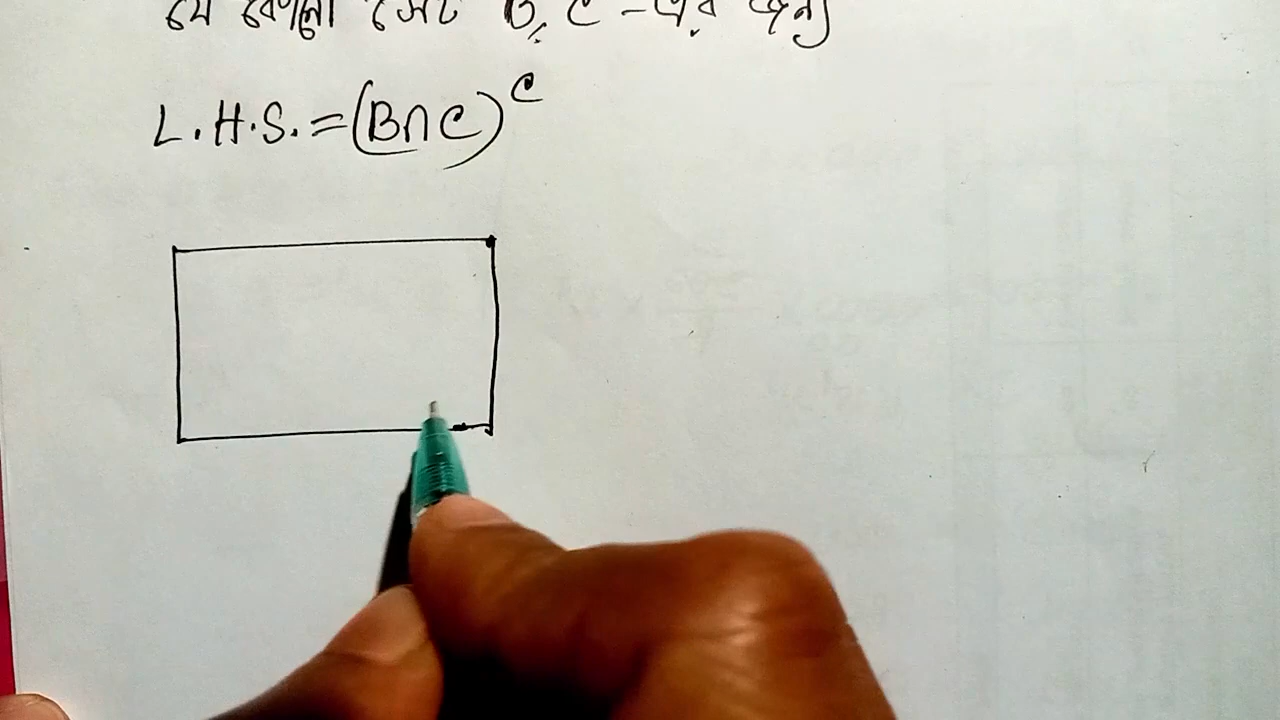 যে কোনো সেট B, C -এর জন্য
L.H.S. = (B∩C)^C